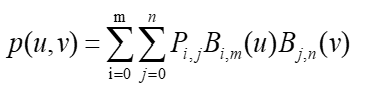 p(u,v) = \sum_{i=0}^{m} \sum_{j=0}^{n} P_{i,j} B_{i,m}(u) B_{j,n}(v)